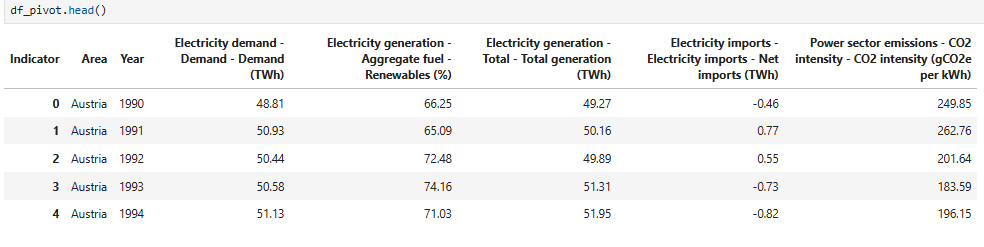 df_pivot.head()
Electricity demand - Electricity generation - Electricity generation - Electricity imports - Power sector emissions - CO2
Indicator Area Year Demand - Demand Aggregate fuel - Total - Total generation Electricity imports - Net intensity - CO2 intensity (gCO2e
(TWh) Renewables (%) (TWh) imports (TWh) per kWh)
0 Austria 1990 48.81 66.25 49.27 -0.46 249.85
1 Austria 1991 50.93 65.09 50.16 0.77 262.76
2 Austria 1992 50.44 72.48 49.89 0.55 201.64
3 Austria 1993 50.58 74.16 51.31 -0.73 183.59
4 Austria 1994 51.13 71.03 51.95 -0.82 196.15